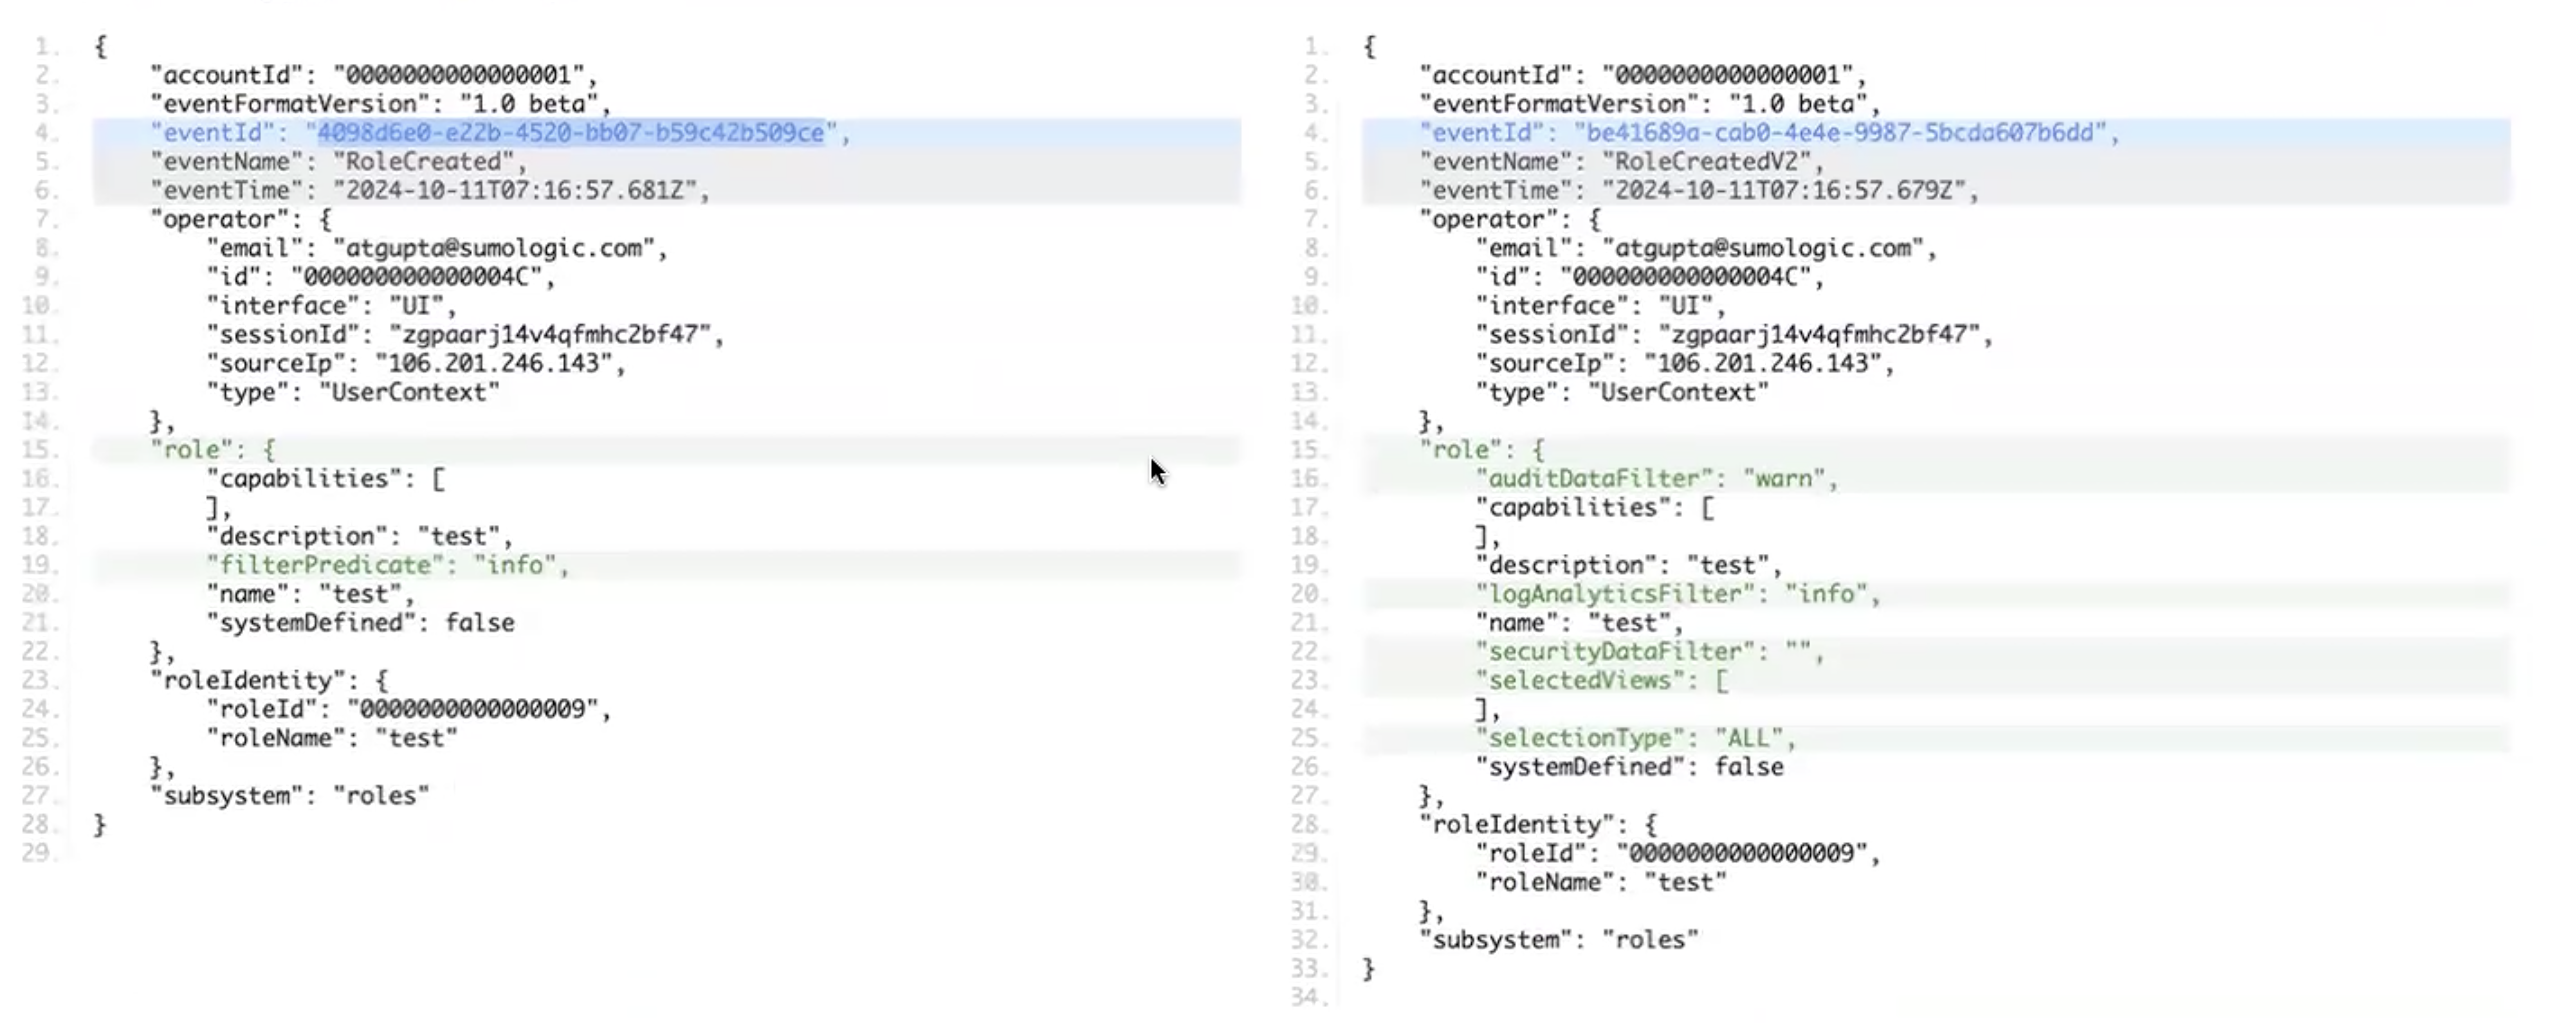 1. {
2. "accountId": "0000000000000001",
3. "eventFormatVersion": "1.0 beta",
4. "eventId": "4098d6e0-e22b-4520-bb07-b59c42b509ce",
5. "eventName": "RoleCreated",
6. "eventTime": "2024-10-11T07:16:57.681Z",
7. "operator": {
8. "email": "atgupta@sumologic.com",
9. "id": "000000000000004C",
10. "interface": "UI",
11. "sessionId": "zgpaarj14v4qfmhc2bf47",
12. "sourceIp": "106.201.246.143",
13. "type": "UserContext"
14. },
15. "role": {
16. "capabilities": [
17. ],
18. "description": "test",
19. "filterPredicate": "info",
20. "name": "test",
21. "systemDefined": false
22. },
23. "roleIdentity": {
24. "roleId": "0000000000000009",
25. "roleName": "test"
26. },
27. "subsystem": "roles"
28. }
29.
1. {
2. "accountId": "0000000000000001",
3. "eventFormatVersion": "1.0 beta",
4. "eventId": "be41689a-cab0-4e4e-9987-5bcda607b6dd",
5. "eventName": "RoleCreatedV2",
6. "eventTime": "2024-10-11T07:16:57.679Z",
7. "operator": {
8. "email": "atgupta@sumologic.com",
9. "id": "000000000000004C",
10. "interface": "UI",
11. "sessionId": "zgpaarj14v4qfmhc2bf47",
12. "sourceIp": "106.201.246.143",
13. "type": "UserContext"
14. },
15. "role": {
16. "auditDataFilter": "warn",
17. "capabilities": [
18. ],
19. "description": "test",
20. "logAnalyticsFilter": "info",
21. "name": "test",
22. "securityDataFilter": "",
23. "selectedViews": [
24. ],
25. "selectionType": "ALL",
26. "systemDefined": false
27. },
28. "roleIdentity": {
29. "roleId": "0000000000000009",
30. "roleName": "test"
31. },
32. "subsystem": "roles"
33. }
34.